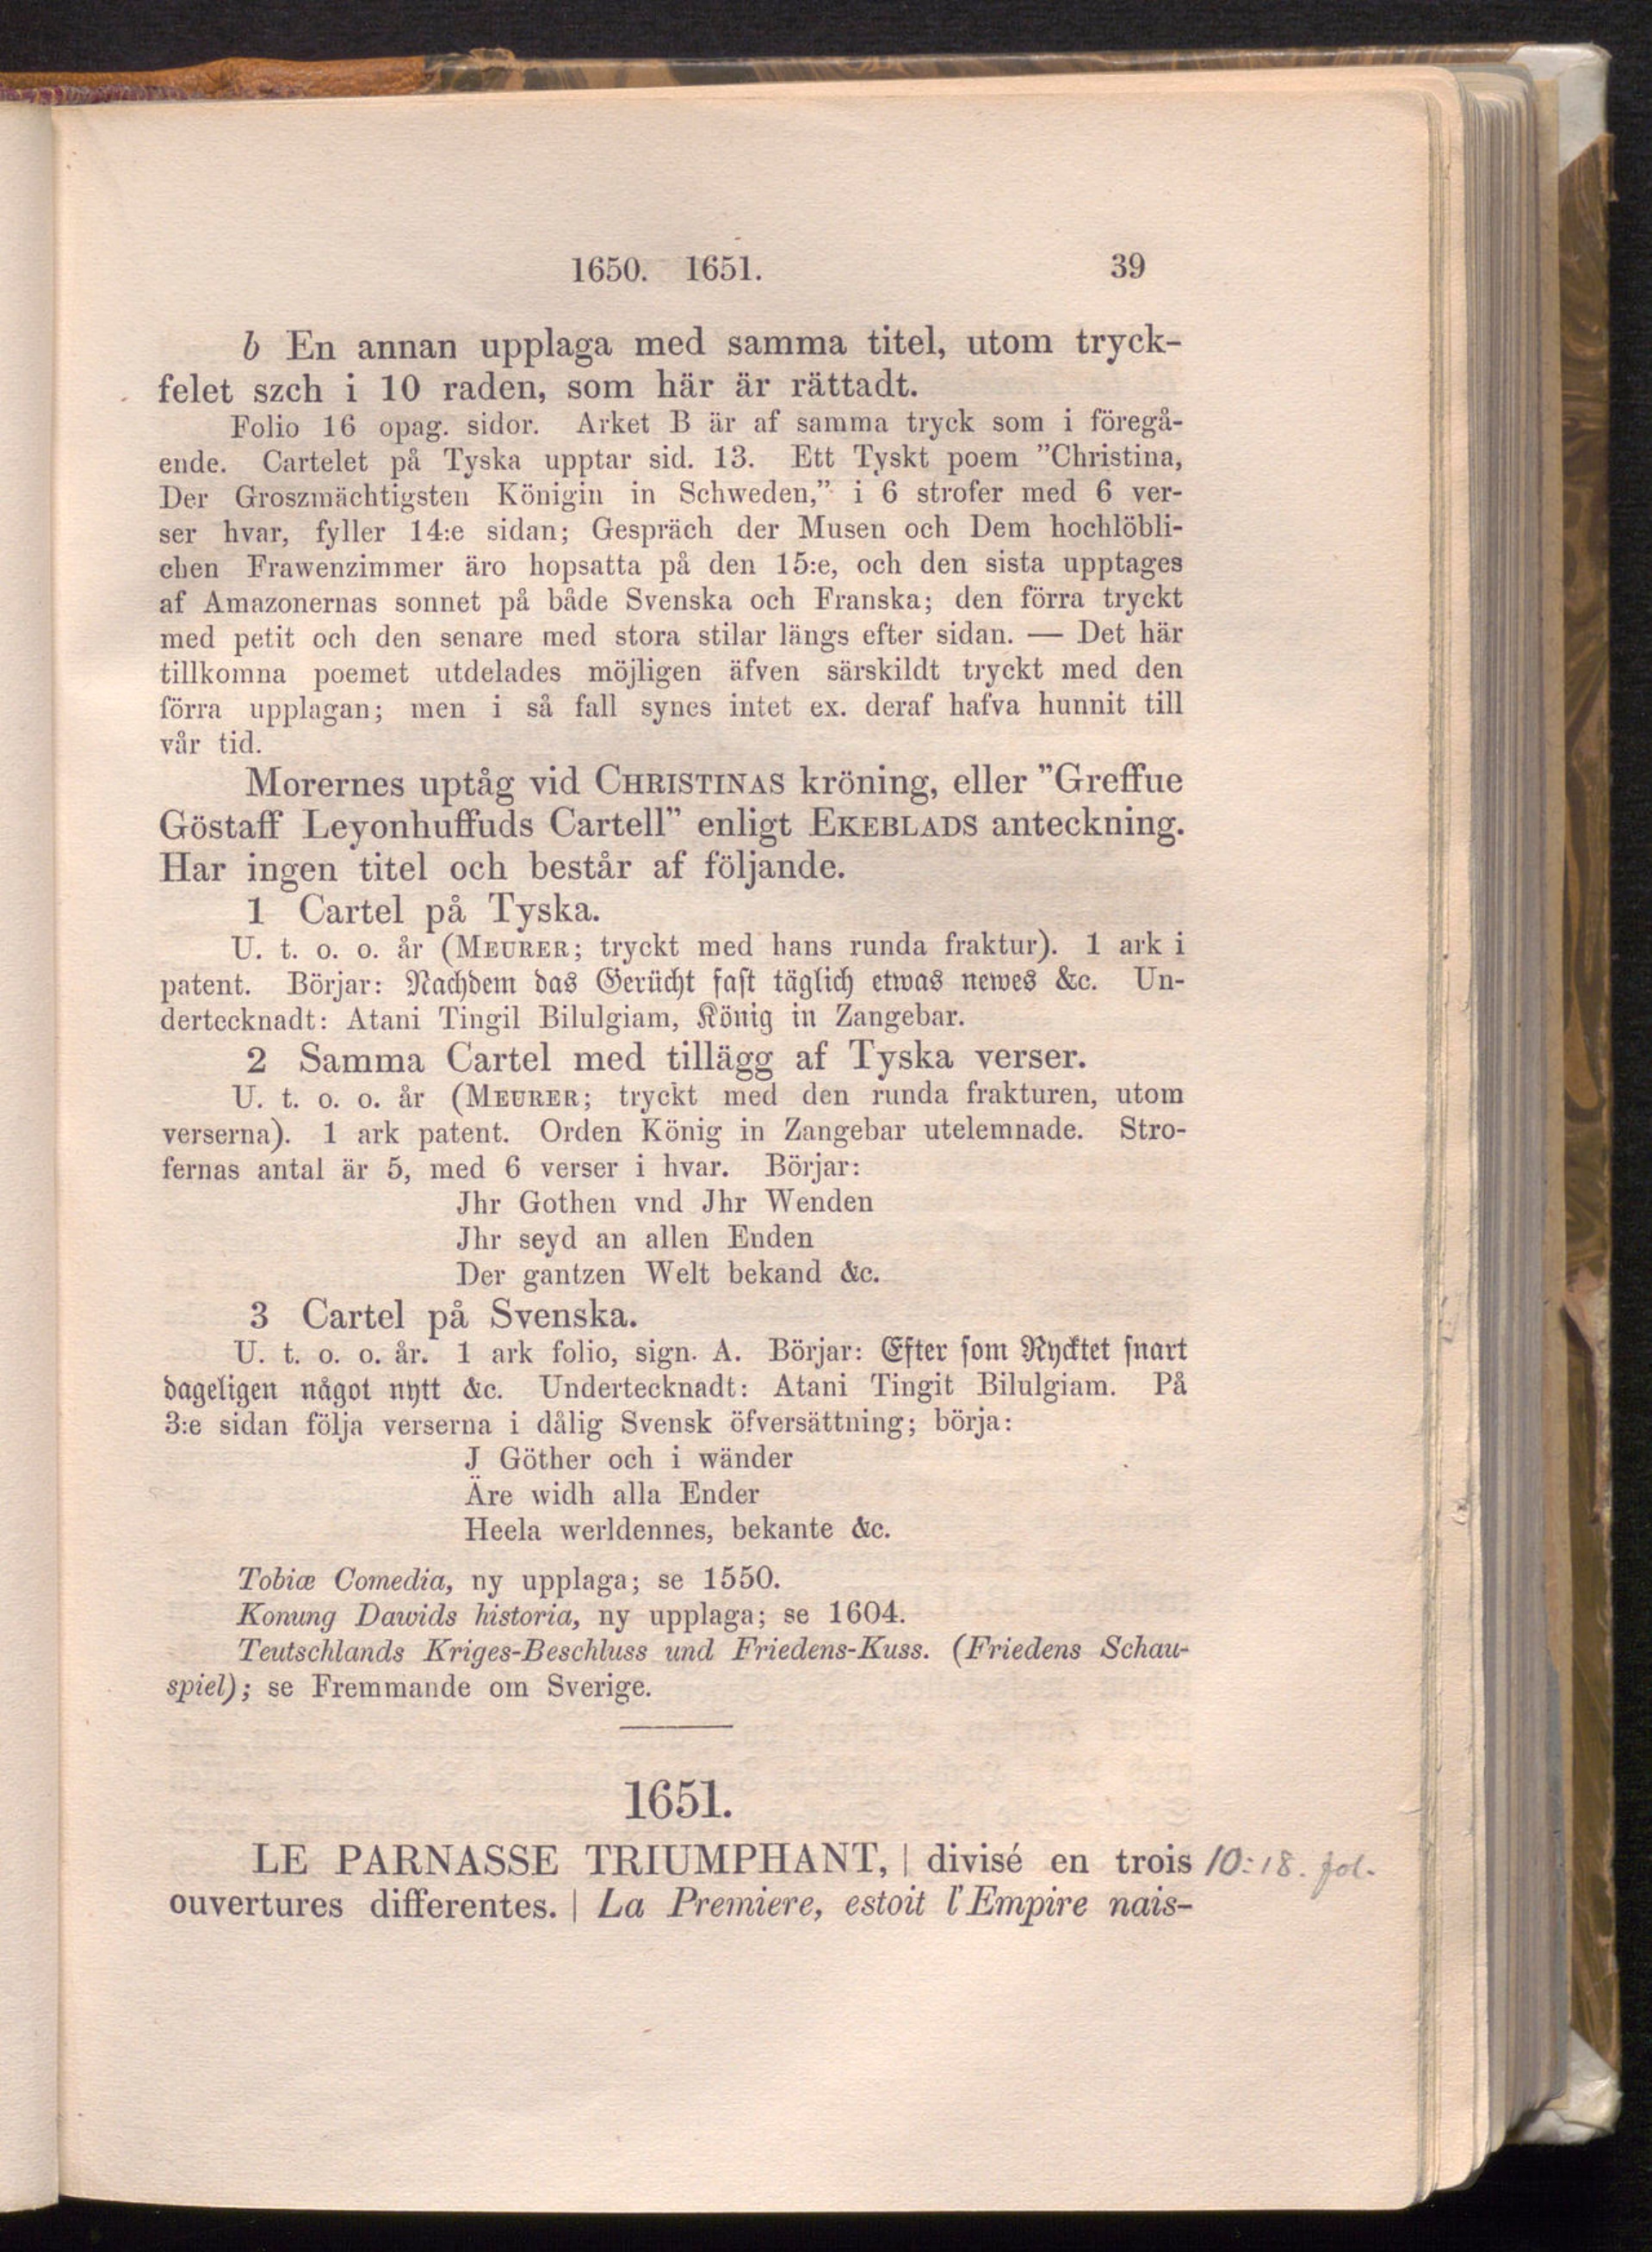 1650. 1651. 39
b En annan upplaga med samma titel, utom tryck-
felet szch i 10 raden, som här är rättadt.
Folio 16 opag. sidor. Arket B är af samma tryck som i föregå-
ende. Cartelet på Tyska upptar sid. 13. Ett Tyskt poem ”Christina,
Der Groszmächtigsten Königin in Schweden,” i 6 strofer med 6 ver-
ser hvar, fyller 14:e sidan; Gespräch der Musen och Dem hochlöbli-
chen Frawenzimmer äro hopsatta på den 15:e, och den sista upptages
af Amazonernas sonnet på både Svenska och Franska; den förra tryckt
med petit och den senare med stora stilar längs efter sidan. — Det här
tillkomna poemet utdelades möjligen äfven särskildt tryckt med den
förra upplagan; men i så fall synes intet ex. deraf hafva hunnit till
vår tid.
Morernes uptåg vid CHRISTINAS kröning, eller ”Greffue
Göstaff Leyonhuffuds Cartell” enligt EKEBLADS anteckning.
Har ingen titel och består af följande.
1 Cartel på Tyska.
U. t. o. o. år (MEURER; tryckt med hans runda fraktur). 1 ark i
patent. Börjar: Nachdem das Gerücht faſt täglich etwas newes &c. Un-
dertecknadt: Atani Tingil Bilulgiam, König in Zangebar.
2 Samma Cartel med tillägg af Tyska verser.
U. t. o. o. år (MEURER; tryckt med den runda frakturen, utom
verserna). 1 ark patent. Orden König in Zangebar utelemnade. Stro-
fernas antal är 5, med 6 verser i hvar. Börjar:
Jhr Gothen vnd Jhr Wenden
Jhr seyd an allen Enden
Der gantzen Welt bekand &c.
3 Cartel på Svenska.
U. t. o. o. år. 1 ark folio, sign. A. Börjar: Efter ſom Rycktet ſnart
dageligen något nytt &c. Undertecknadt: Atani Tingit Bilulgiam. På
3:e sidan följa verserna i dålig Svensk öfversättning; börja:
J Göther och i wänder
Äre widh alla Ender
Heela werldennes, bekante &c.
Tobiæ Comedia, ny upplaga; se 1550.
Konung Dawids historia, ny upplaga; se 1604.
Teutschlands Kriges-Beschluss und Friedens-Kuss. (Friedens Schau-
spiel); se Fremmande om Sverige.
1651.
LE PARNASSE TRIUMPHANT, | divisé en trois 10:18. fol.
ouvertures differentes. | La Premiere, estoit l'Empire nais-